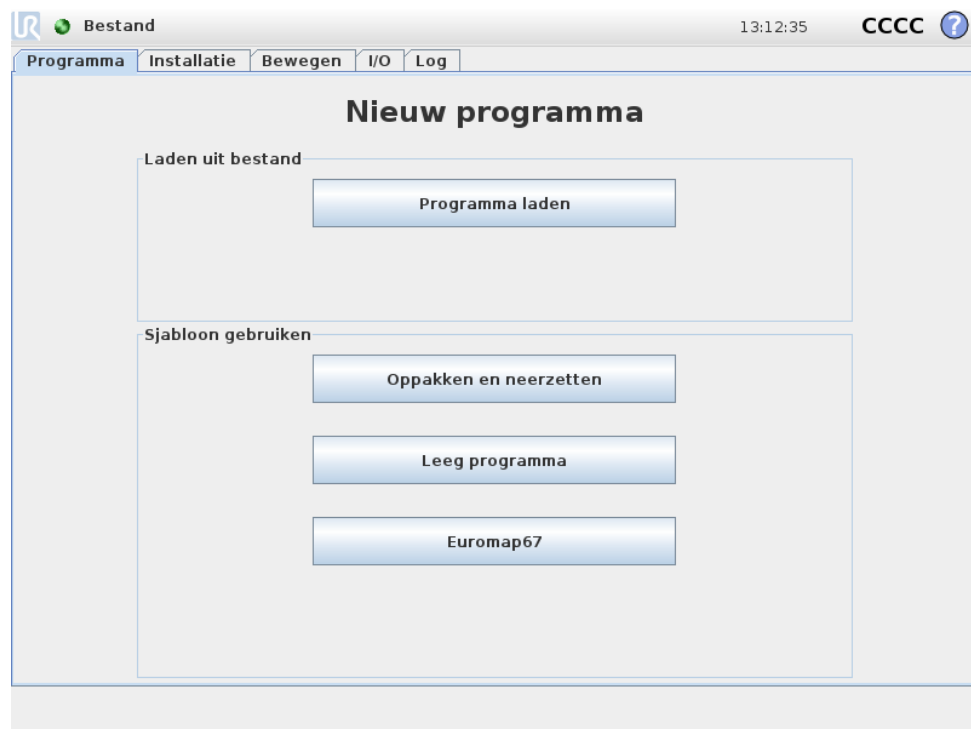 UR Bestand 13:12:35 CCCC ?
Programma Installatie Bewegen I/O Log
Nieuw programma
Laden uit bestand
Programma laden
Sjabloon gebruiken
Oppakken en neerzetten
Leeg programma
Euromap67